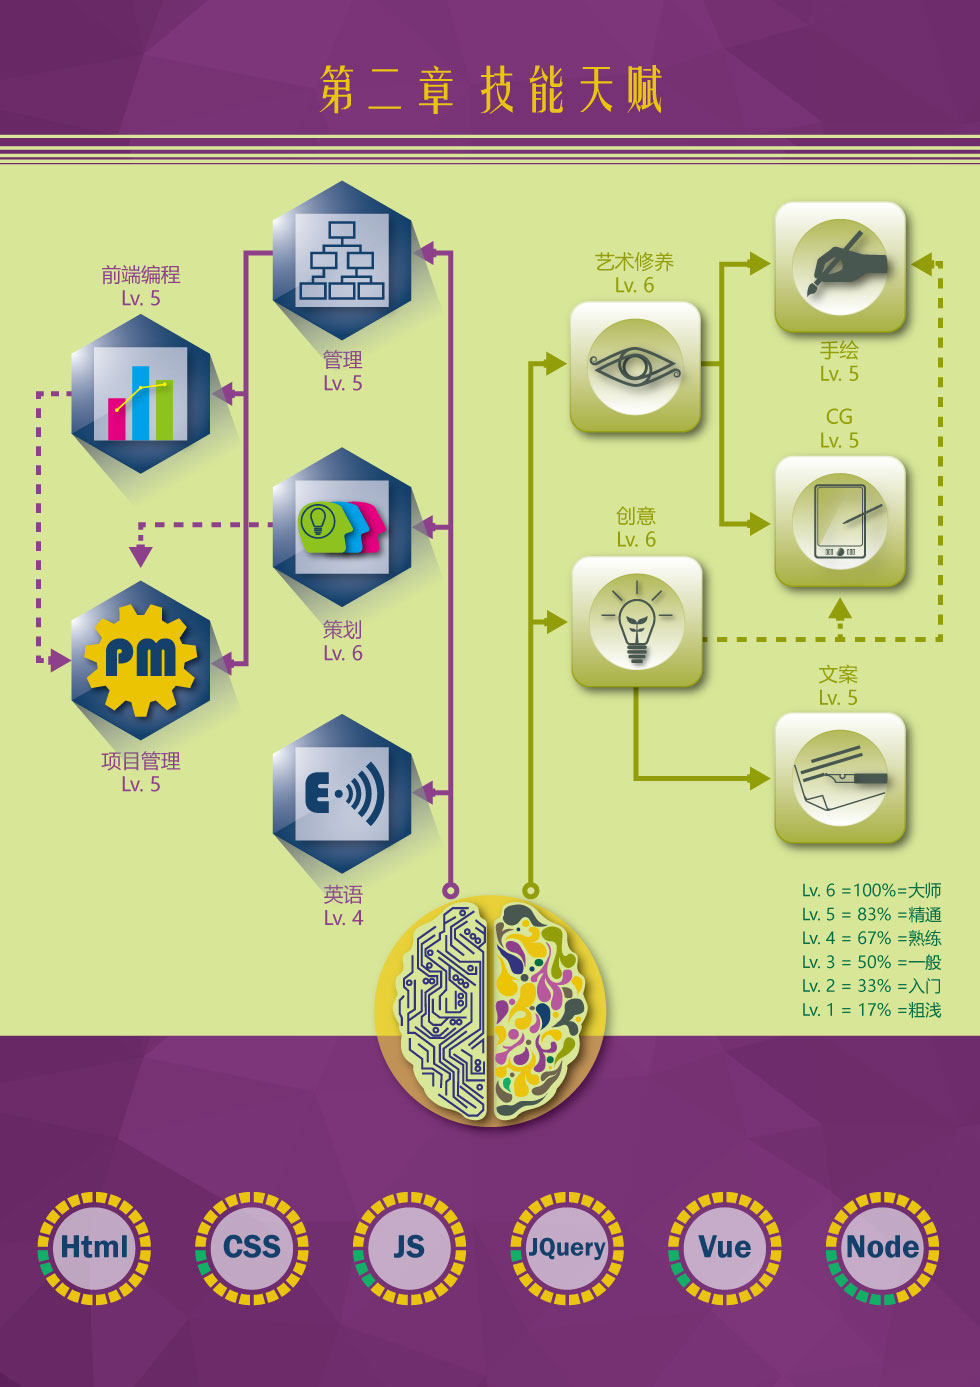 第二章 技能天赋
前端编程
Lv. 5
管理
Lv. 5
策划
Lv. 6
PM
项目管理
Lv. 5
E
英语
Lv. 4
艺术修养
Lv. 6
手绘
Lv. 5
CG
Lv. 5
创意
Lv. 6
文案
Lv. 5
Lv. 6 =100%=大师
Lv. 5 = 83% =精通
Lv. 4 = 67% =熟练
Lv. 3 = 50% =一般
Lv. 2 = 33% =入门
Lv. 1 = 17% =粗浅
Html
CSS
JS
JQuery
Vue
Node